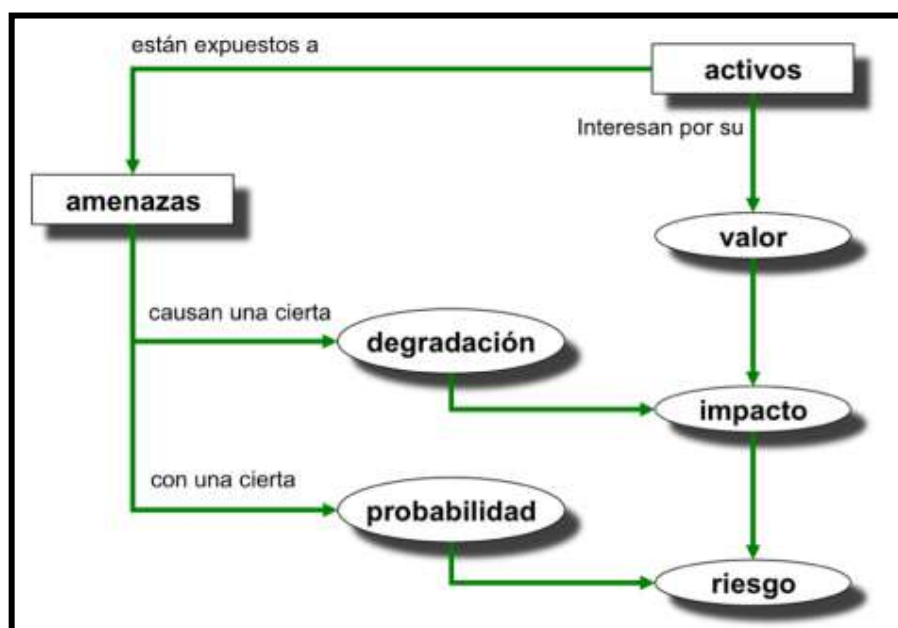 están expuestos a
activos
Interesan por su
amenazas
valor
causan una cierta
degradación
impacto
con una cierta
probabilidad
riesgo